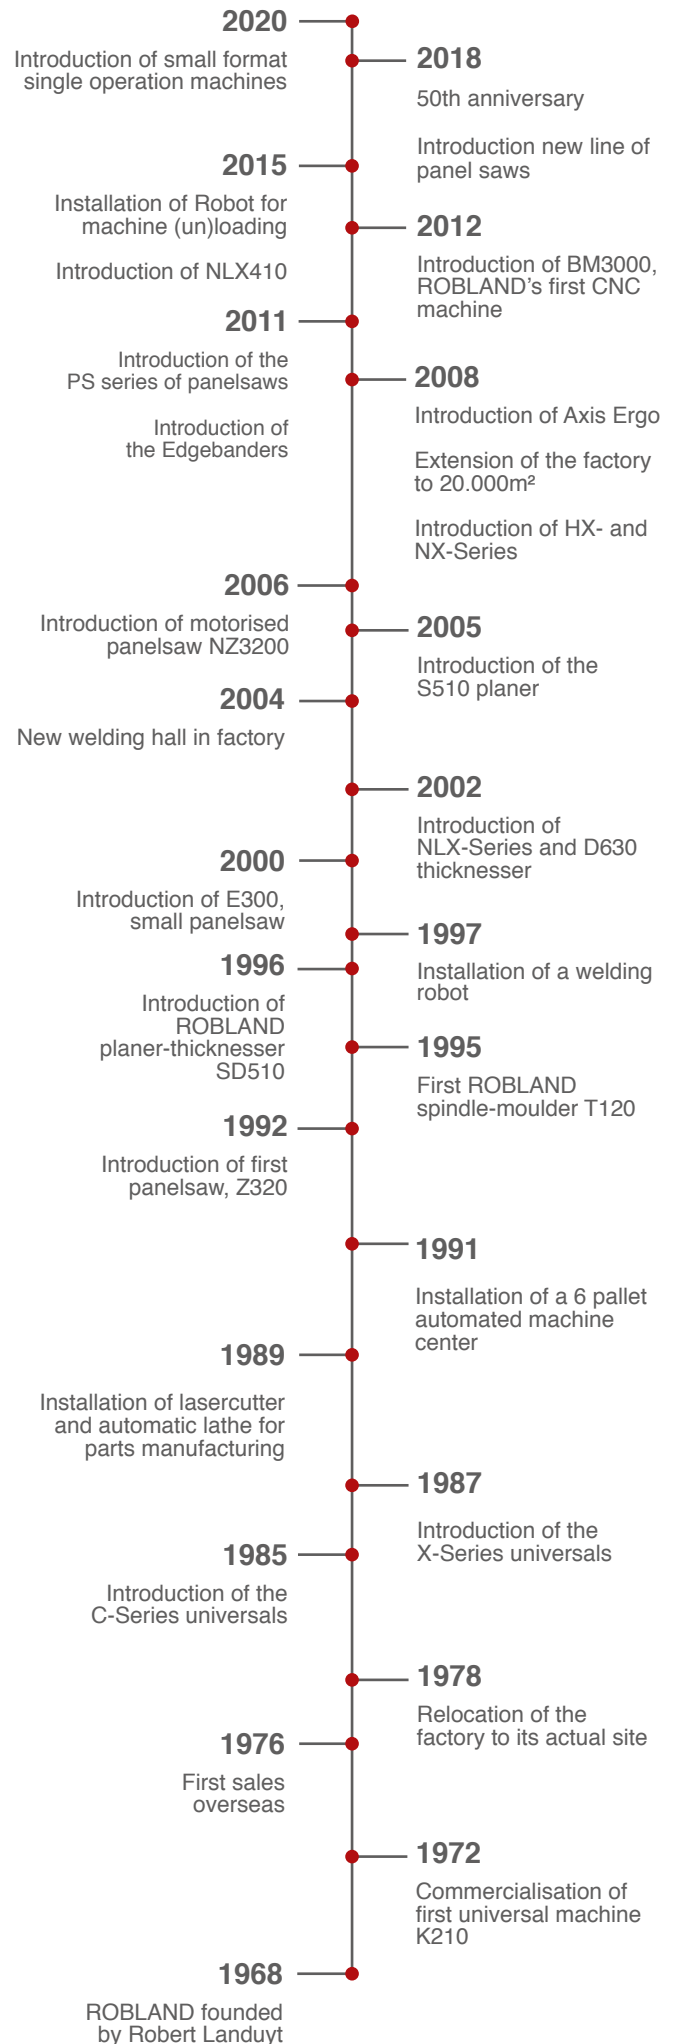 2020
Introduction of small format
single operation machines
2018
50th anniversary
Introduction new line of
panel saws
2015
Installation of Robot for
machine (un)loading
Introduction of NLX410
2012
Introduction of BM3000,
ROBLAND's first CNC
machine
2011
Introduction of the
PS series of panelsaws
Introduction of
the Edgebanders
2008
Introduction of Axis Ergo
Extension of the factory
to 20.000m²
Introduction of HX- and
NX-Series
2006
Introduction of motorised
panelsaw NZ3200
2005
Introduction of the
S510 planer
2004
New welding hall in factory
2002
Introduction of
NLX-Series and D630
thicknesser
2000
Introduction of E300,
small panelsaw
1997
Installation of a welding
robot
1996
Introduction of
ROBLAND
planer-thicknesser
SD510
1995
First ROBLAND
spindle-moulder T120
1992
Introduction of first
panelsaw, Z320
1991
Installation of a 6 pallet
automated machine
center
1989
Installation of lasercutter
and automatic lathe for
parts manufacturing
1987
Introduction of the
X-Series universals
1985
Introduction of the
C-Series universals
1978
Relocation of the
factory to its actual site
1976
First sales
overseas
1972
Commercialisation of
first universal machine
K210
1968
ROBLAND founded
by Robert Landuyt